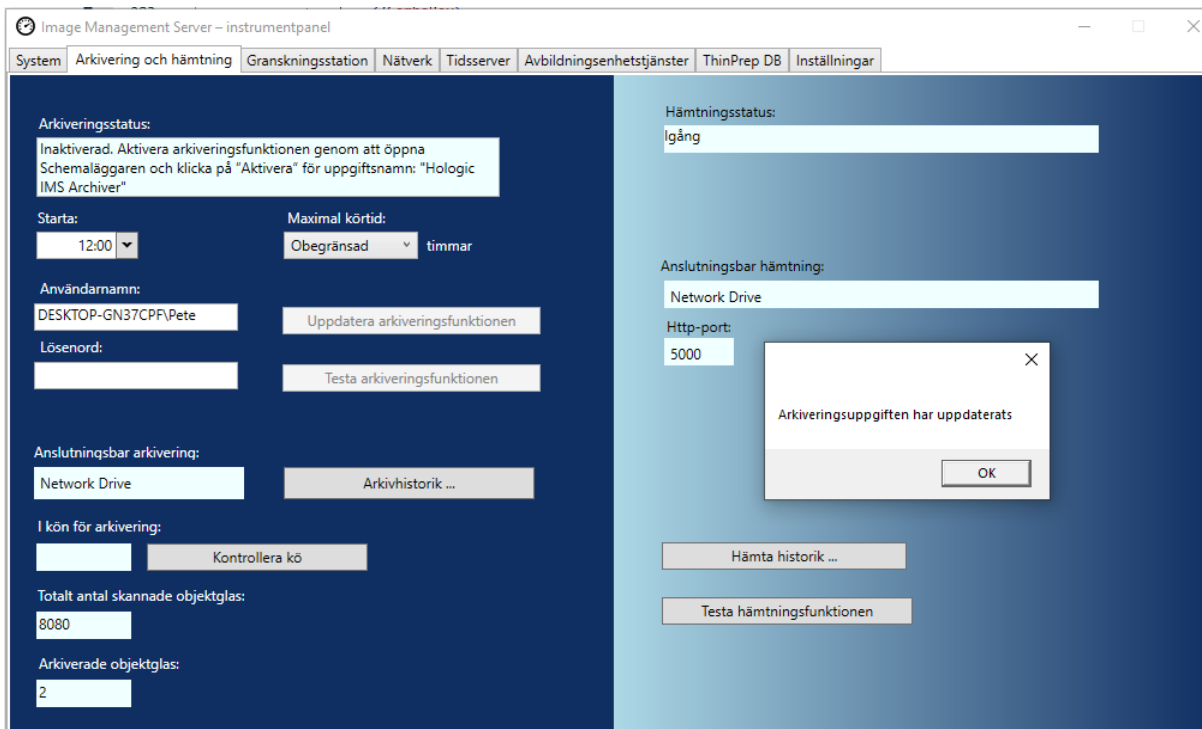 Image Management Server – instrumentpanel
System
Arkivering och hämtning
Granskningsstation
Nätverk
Tidsserver
Avbildningsenhetstjänster
ThinPrep DB
Inställningar
Arkiveringsstatus:
Inaktiverad. Aktivera arkiveringsfunktionen genom att öppna
Schemaläggaren och klicka på "Aktivera" för uppgiftsnamn: "Hologic
IMS Archiver"
Starta:
Maximal körtid:
12:00
Obegränsad
timmar
Användarnamn:
DESKTOP-GN37CPF\Pete
Uppdatera arkiveringsfunktionen
Lösenord:
Testa arkiveringsfunktionen
Anslutningsbar arkivering:
Network Drive
Arkivhistorik ...
I kön för arkivering:
Kontrollera kö
Totalt antal skannade objektglas:
8080
Arkiverade objektglas:
2
Hämtningsstatus:
Igång
Anslutningsbar hämtning:
Network Drive
Http-port:
5000
Arkiveringsuppgiften har uppdaterats
OK
Hämta historik ...
Testa hämtningsfunktionen